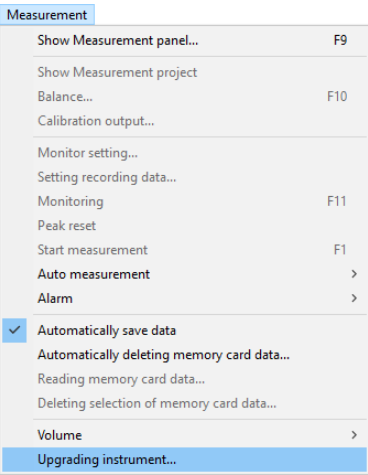 Measurement
Show Measurement panel... F9
Show Measurement project
Balance... F10
Calibration output...
Monitor setting...
Setting recording data...
Monitoring F11
Peak reset
Start measurement F1
Auto measurement
Alarm
Automatically save data
Automatically deleting memory card data...
Reading memory card data...
Deleting selection of memory card data...
Volume
Upgrading instrument...